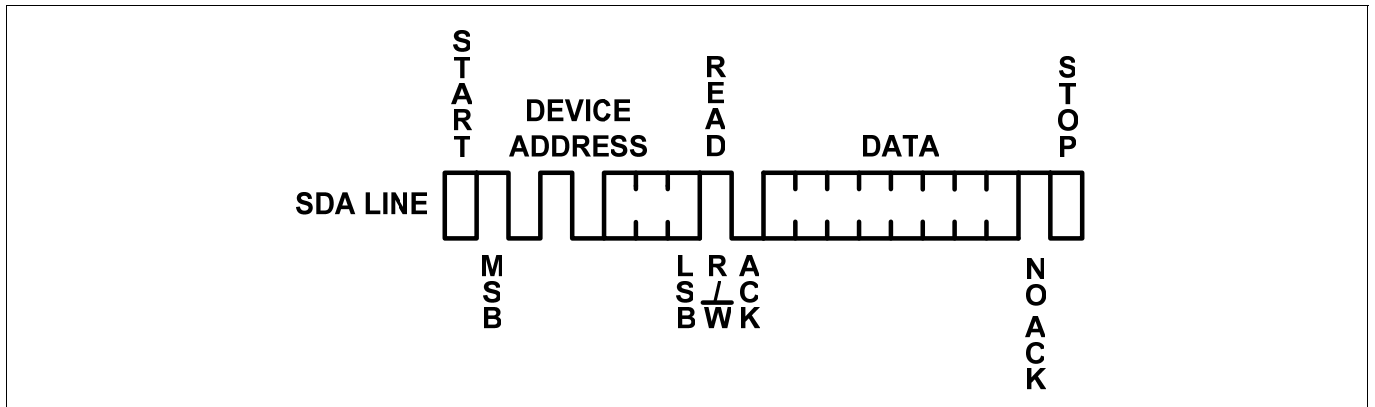 START
DEVICE
ADDRESS
READ
DATA
STOP
SDA LINE
MSB
LSB
R/W
ACK
NO ACK